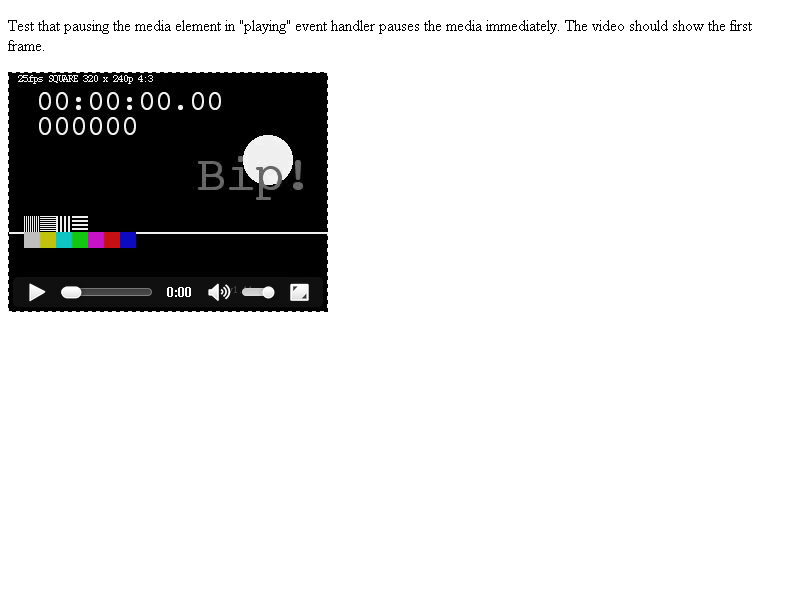 Test that pausing the media element in "playing" event handler pauses the media immediately. The video should show the first
frame.
25fps SQUARE 320 x 240p 4:3
00:00:00.00
000000
Bip!
0:00